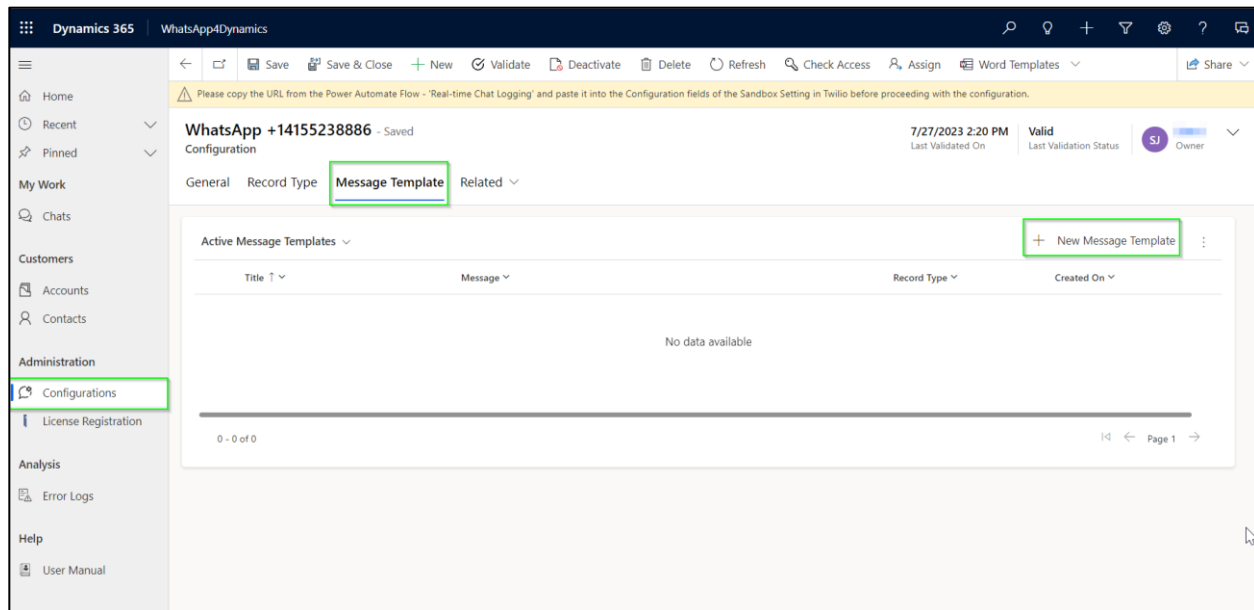 Dynamics 365 WhatsApp4Dynamics
Save Save & Close New Validate Deactivate Delete Refresh Check Access Assign Word Templates Share
Please copy the URL from the Power Automate Flow - 'Real-time Chat Logging' and paste it into the Configuration fields of the Sandbox Setting in Twilio before proceeding with the configuration.
Home
Recent
Pinned
My Work
Chats
Customers
Accounts
Contacts
Administration
Configurations
License Registration
Analysis
Error Logs
Help
User Manual
WhatsApp +14155238886 - Saved
Configuration
7/27/2023 2:20 PM
Last Validated On
Valid
Last Validation Status
SJ
Owner
General Record Type Message Template Related
Active Message Templates
New Message Template
Title Message Record Type Created On
No data available
0 - 0 of 0
Page 1